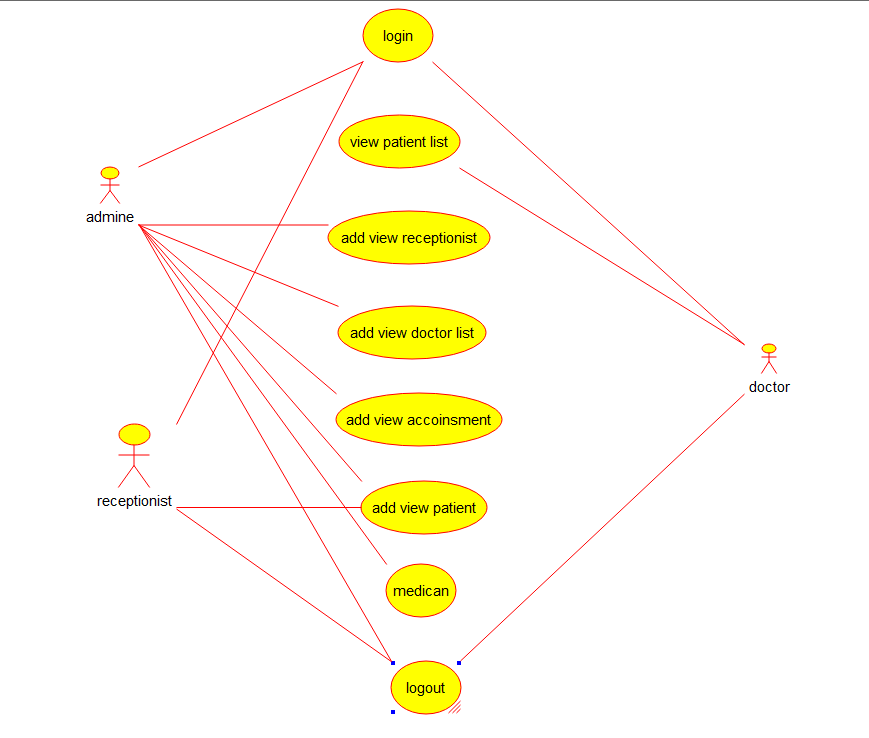 login
view patient list
admine
add view receptionist
add view doctor list
doctor
add view accoinsment
receptionist
add view patient
medican
logout